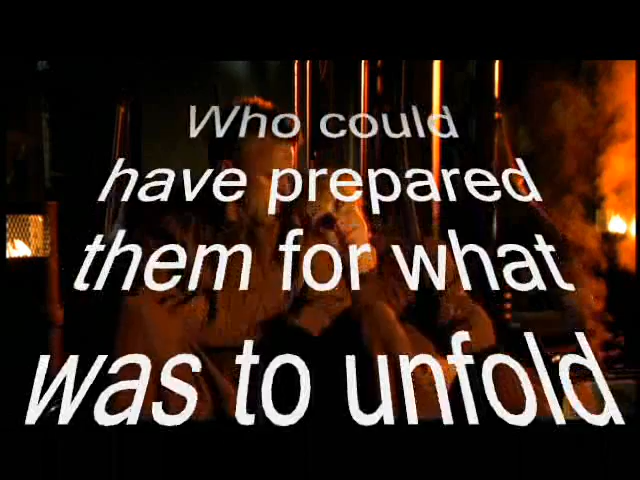 Who could
have prepared
them for what
was to unfold